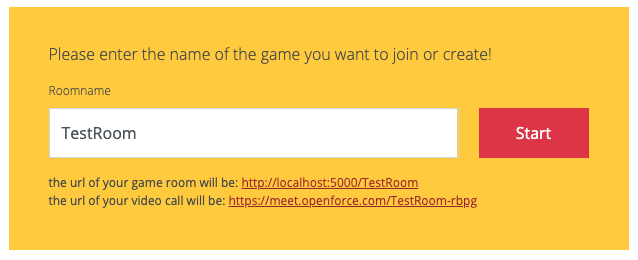 Please enter the name of the game you want to join or create!
Roomname
TestRoom
Start
the url of your game room will be: http://localhost:5000/TestRoom
the url of your video call will be: https://meet.openforce.com/TestRoom-rbpg